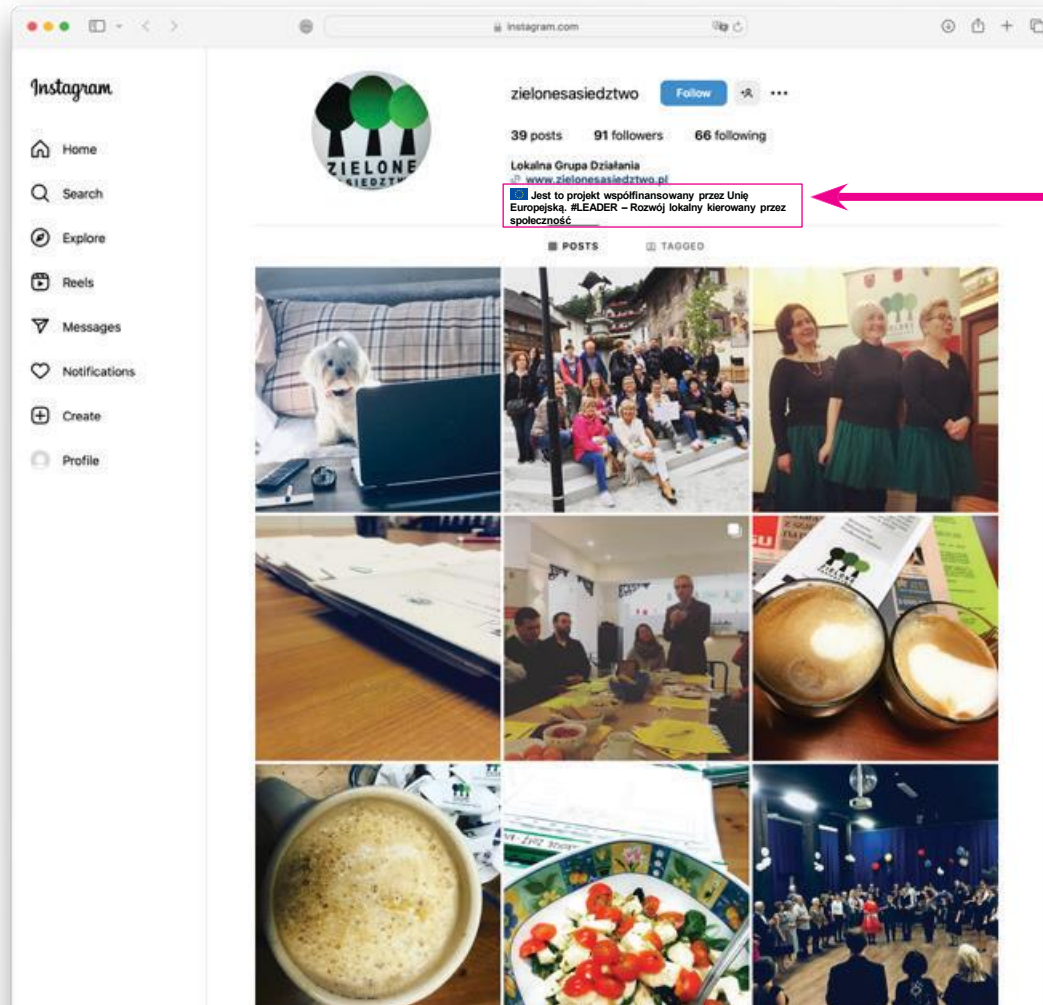 instagram.com
Instagram
Home
Search
Explore
Reels
Messages
Notifications
Create
Profile
ZIELONE
zielonesasiedztwo Follow
39 posts 91 followers 66 following
Lokalna Grupa Działania
www.zielonesasiedztwo.pl
Jest to projekt współfinansowany przez Unię
Europejską. #LEADER – Rozwój lokalny kierowany przez
społeczność
POSTS TAGGED
ZIELONE